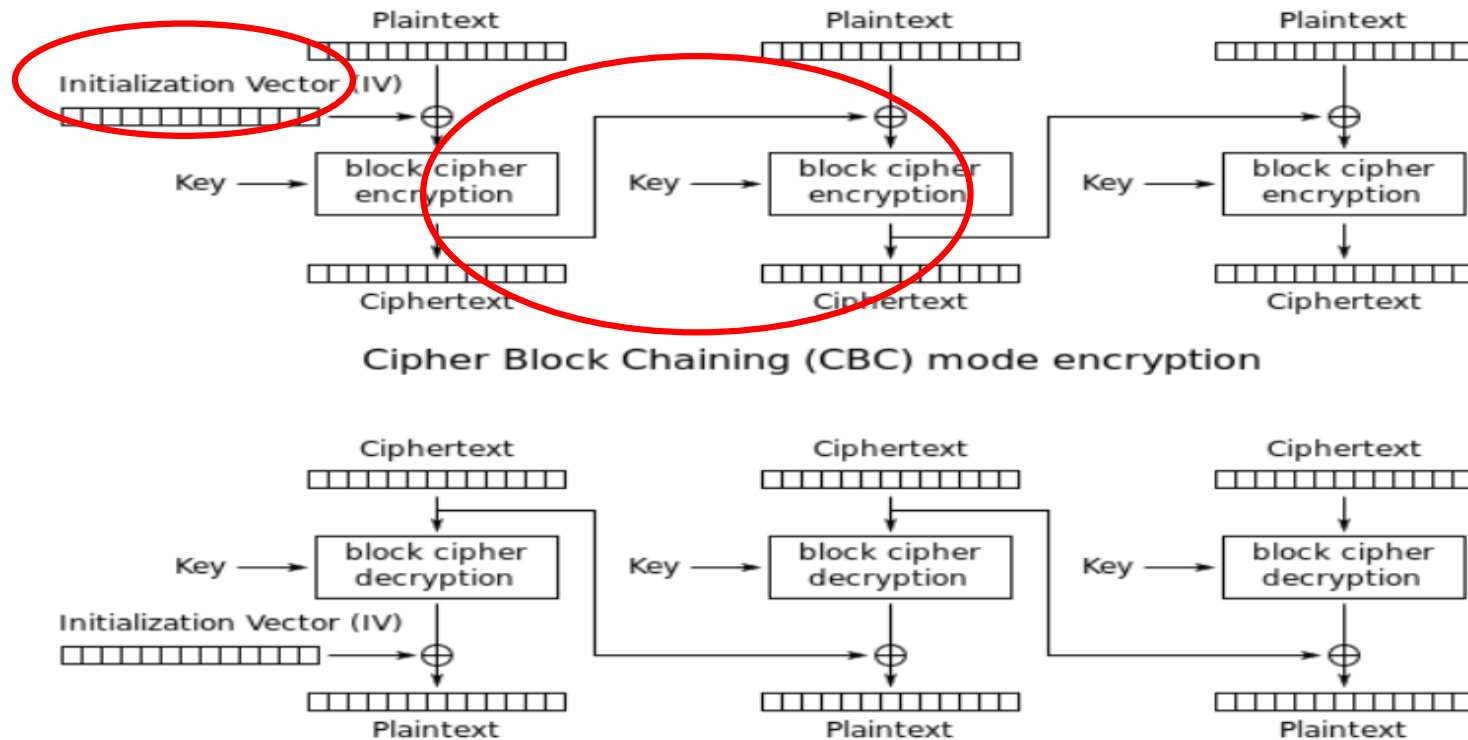 Plaintext Plaintext Plaintext
Initialization Vector (IV)
Key block cipher encryption Key block cipher encryption Key block cipher encryption
Ciphertext Ciphertext Ciphertext
Cipher Block Chaining (CBC) mode encryption
Ciphertext Ciphertext Ciphertext
Key block cipher decryption Key block cipher decryption Key block cipher decryption
Initialization Vector (IV)
Plaintext Plaintext Plaintext